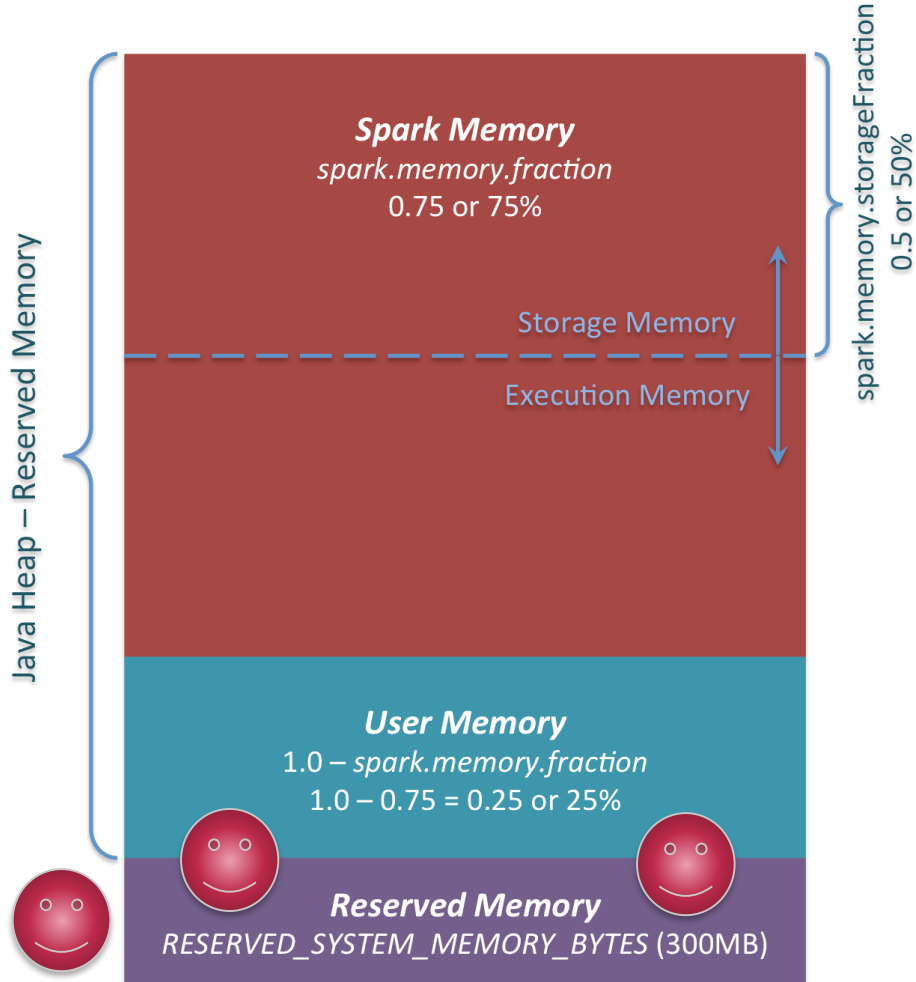 Spark Memory
spark.memory.fraction
0.75 or 75%
Storage Memory
Execution Memory
User Memory
1.0 – spark.memory.fraction
1.0 – 0.75 = 0.25 or 25%
Reserved Memory
RESERVED_SYSTEM_MEMORY_BYTES (300MB)
Java Heap – Reserved Memory
spark.memory.storageFraction
0.5 or 50%